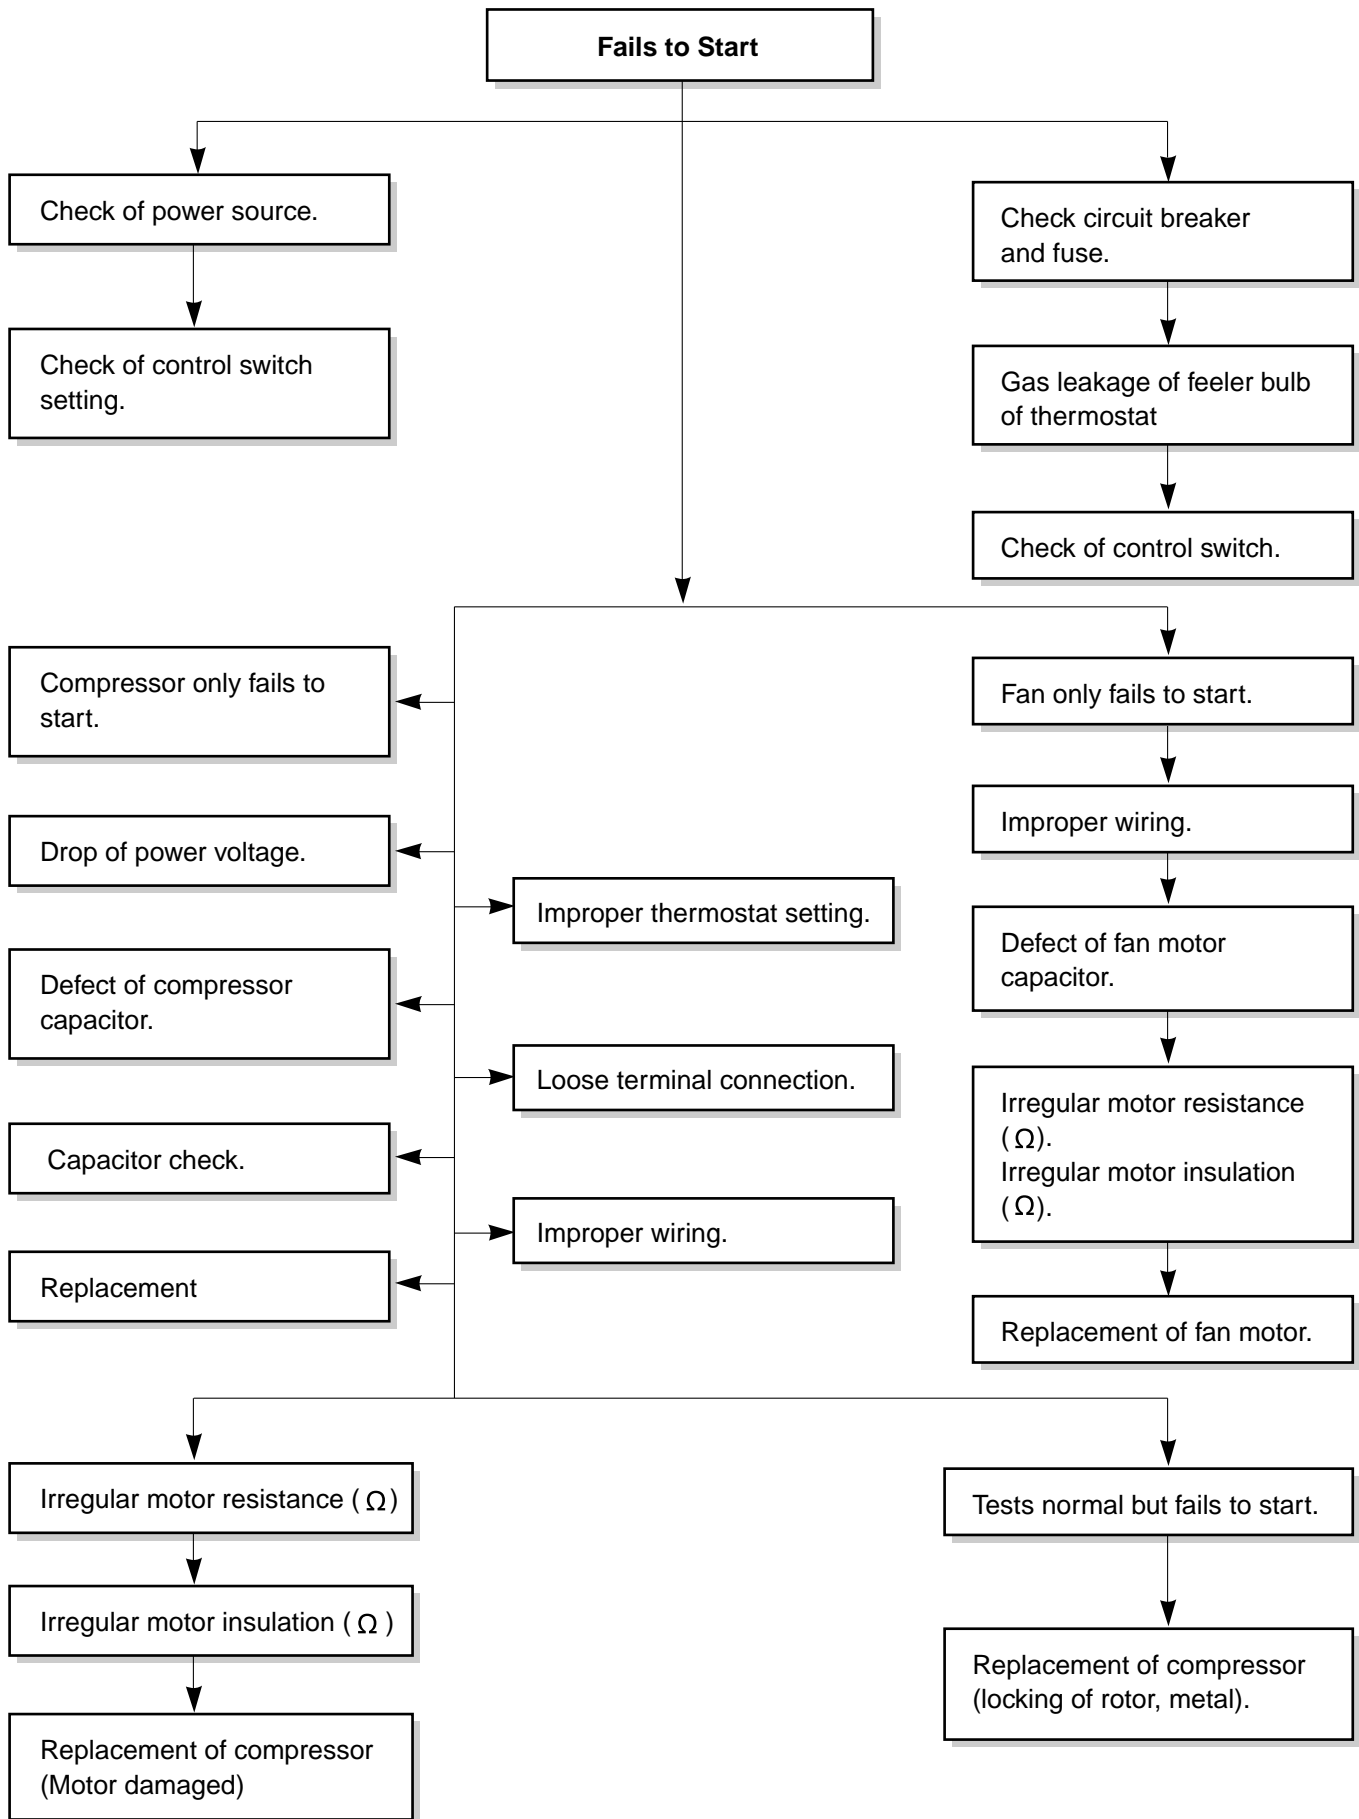 Fails to Start
Check of power source.
Check circuit breaker
and fuse.
Check of control switch
setting.
Gas leakage of feeler bulb
of thermostat
Check of control switch.
Compressor only fails to
start.
Fan only fails to start.
Drop of power voltage.
Improper wiring.
Improper thermostat setting.
Defect of fan motor
capacitor.
Defect of compressor
capacitor.
Loose terminal connection.
Irregular motor resistance
(Ω).
Irregular motor insulation
(Ω).
Capacitor check.
Improper wiring.
Replacement
Replacement of fan motor.
Irregular motor resistance (Ω)
Tests normal but fails to start.
Irregular motor insulation (Ω)
Replacement of compressor
(locking of rotor, metal).
Replacement of compressor
(Motor damaged)